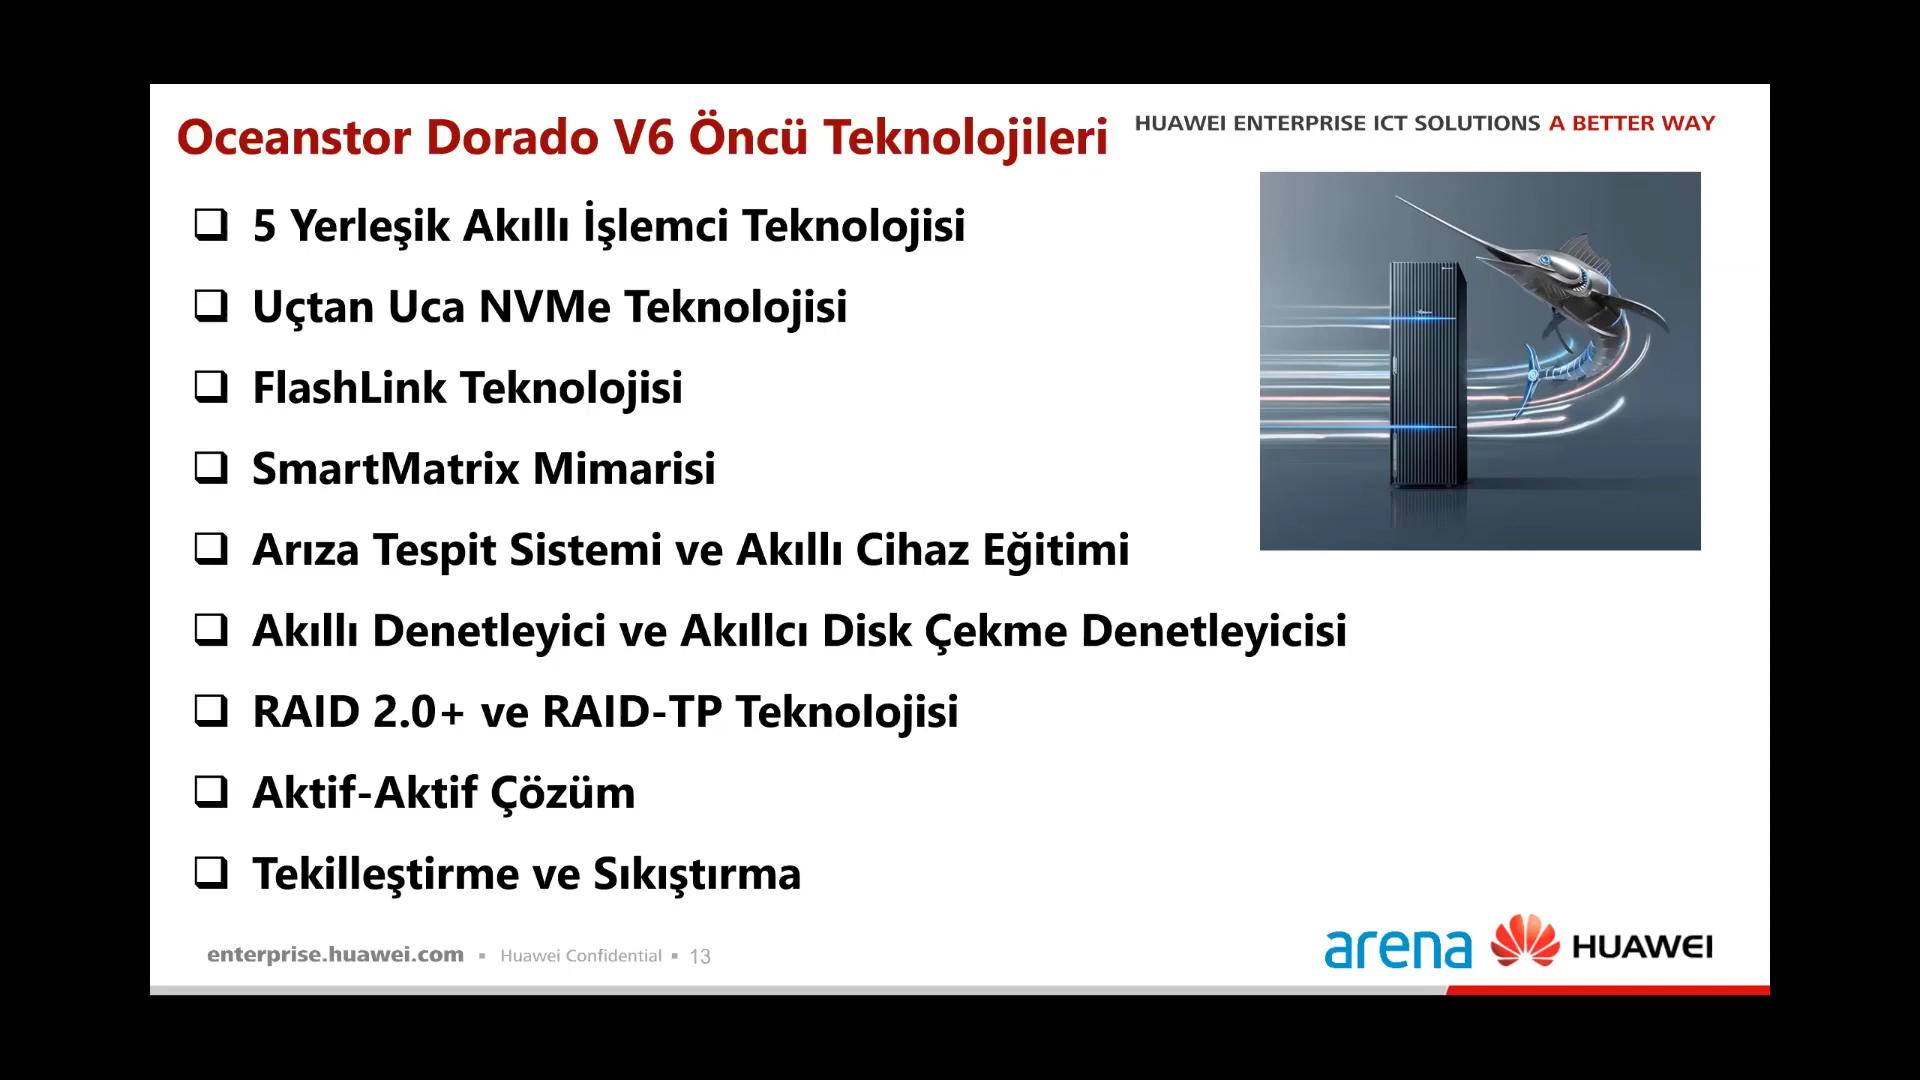 Oceanstor Dorado V6 Öncü Teknolojileri
HUAWEI ENTERPRISE ICT SOLUTIONS A BETTER WAY
5 Yerleşik Akıllı İşlemci Teknolojisi
Uçtan Uca NVMe Teknolojisi
FlashLink Teknolojisi
SmartMatrix Mimarisi
Arıza Tespit Sistemi ve Akıllı Cihaz Eğitimi
Akıllı Denetleyici ve Akıllcı Disk Çekme Denetleyicisi
RAID 2.0+ ve RAID-TP Teknolojisi
Aktif-Aktif Çözüm
Tekilleştirme ve Sıkıştırma
enterprise.huawei.com ▪ Huawei Confidential ▪ 13
arena HUAWEI